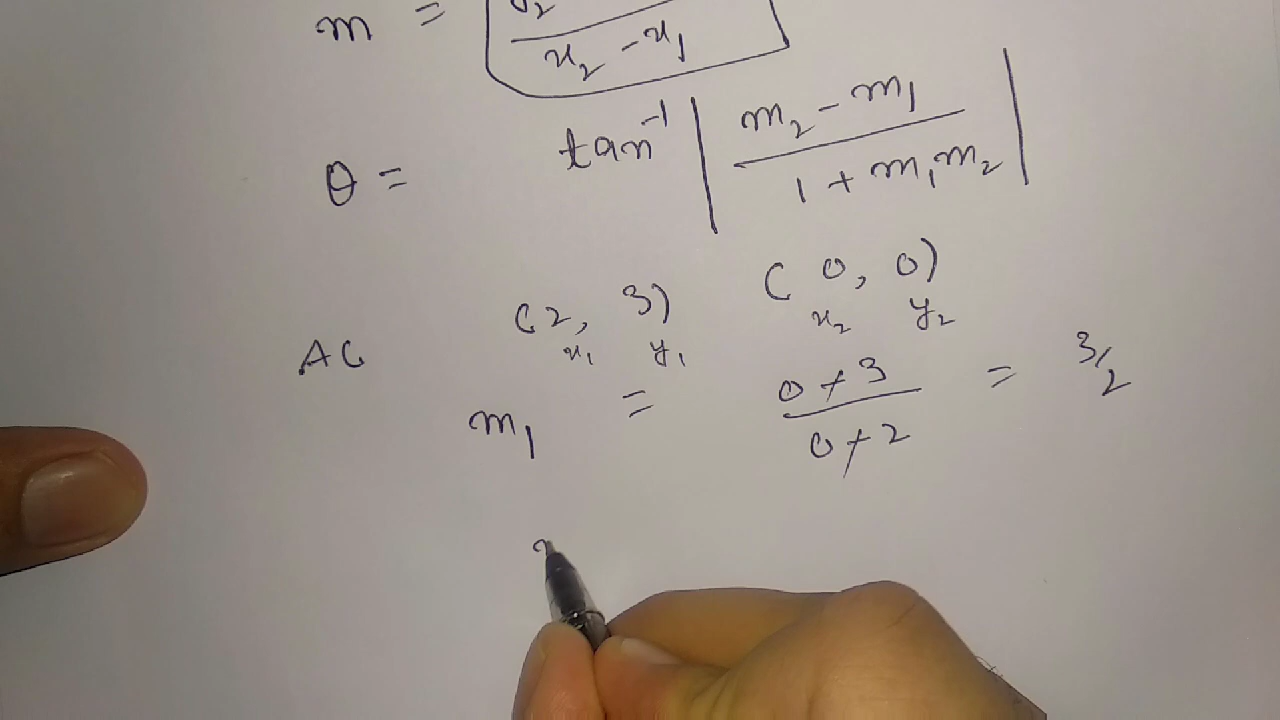 m = y₂ / x₂ - x₁
θ = tan⁻¹ | m₂ - m₁ / 1 + m₁m₂ |
AC (2, 3) (0, 0)
x₁ y₁ x₂ y₂
m₁ = 0 + 3 / 0 + 2 = 3/2